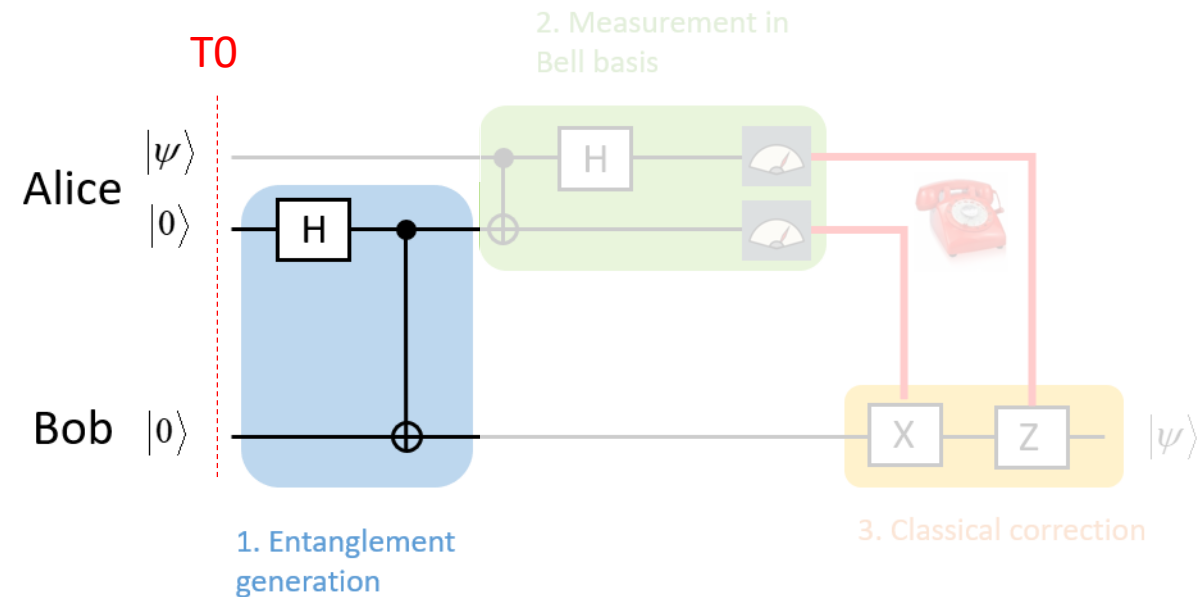 2. Measurement in
Bell basis
T0
|ψ⟩
Alice
|0⟩
H
H
Bob
|0⟩
X
Z
|ψ⟩
1. Entanglement
generation
3. Classical correction